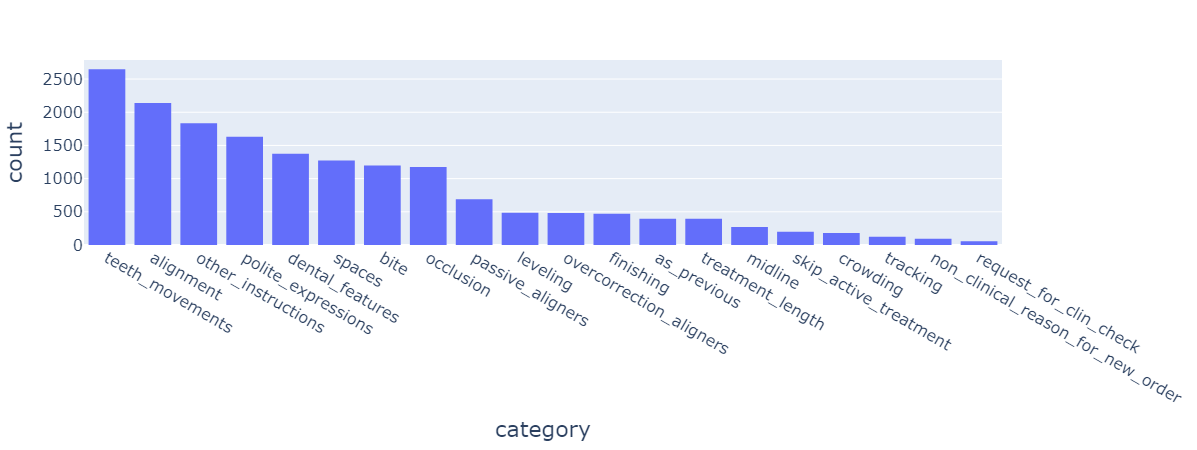 count
2500
2000
1500
1000
500
0
teeth_movements
alignment
other_instructions
polite_expressions
dental_features
spaces
bite
occlusion
passive_aligners
leveling
overcorrection_aligners
finishing
as_previous
treatment_length
midline
skip_active_treatment
crowding
tracking
non_clinical_reason_for_new_order
request_for_clin_check
category